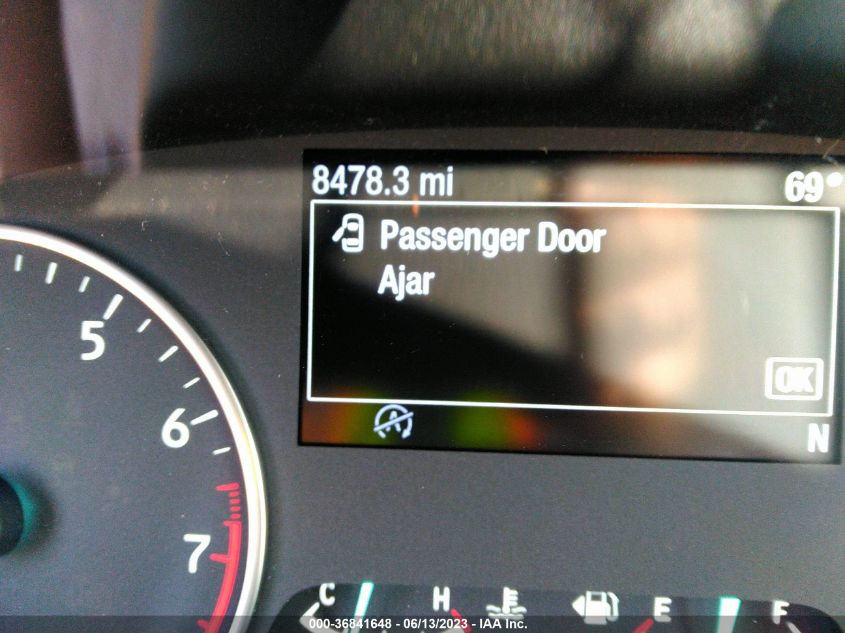 8478.3 mi 69°
Passenger Door
Ajar
OK
A
N
5
6
7
C H E F
000-36841648 - 06/13/2023 - IAA Inc.